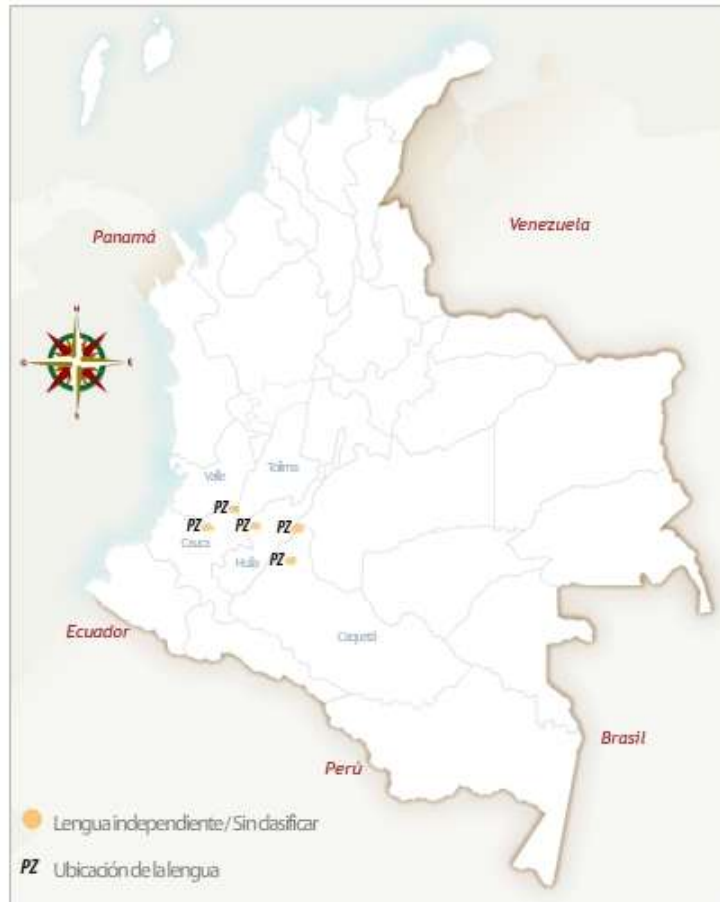 Panamá
Venezuela
N
O
E
S
Valle
Tolima
PZ
PZ
PZ
PZ
Cauca
Huila
PZ
Ecuador
Caquetá
Brasil
Perú
Lengua independiente / Sin clasificar
PZ Ubicación de la lengua